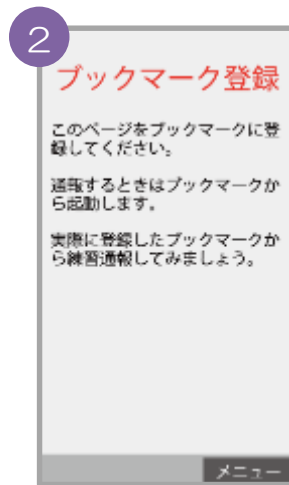 2
ブックマーク登録
このページをブックマークに登
録してください。
通報するときはブックマークか
ら起動します。
実際に登録したブックマークか
ら練習通報してみましょう。
メニュー